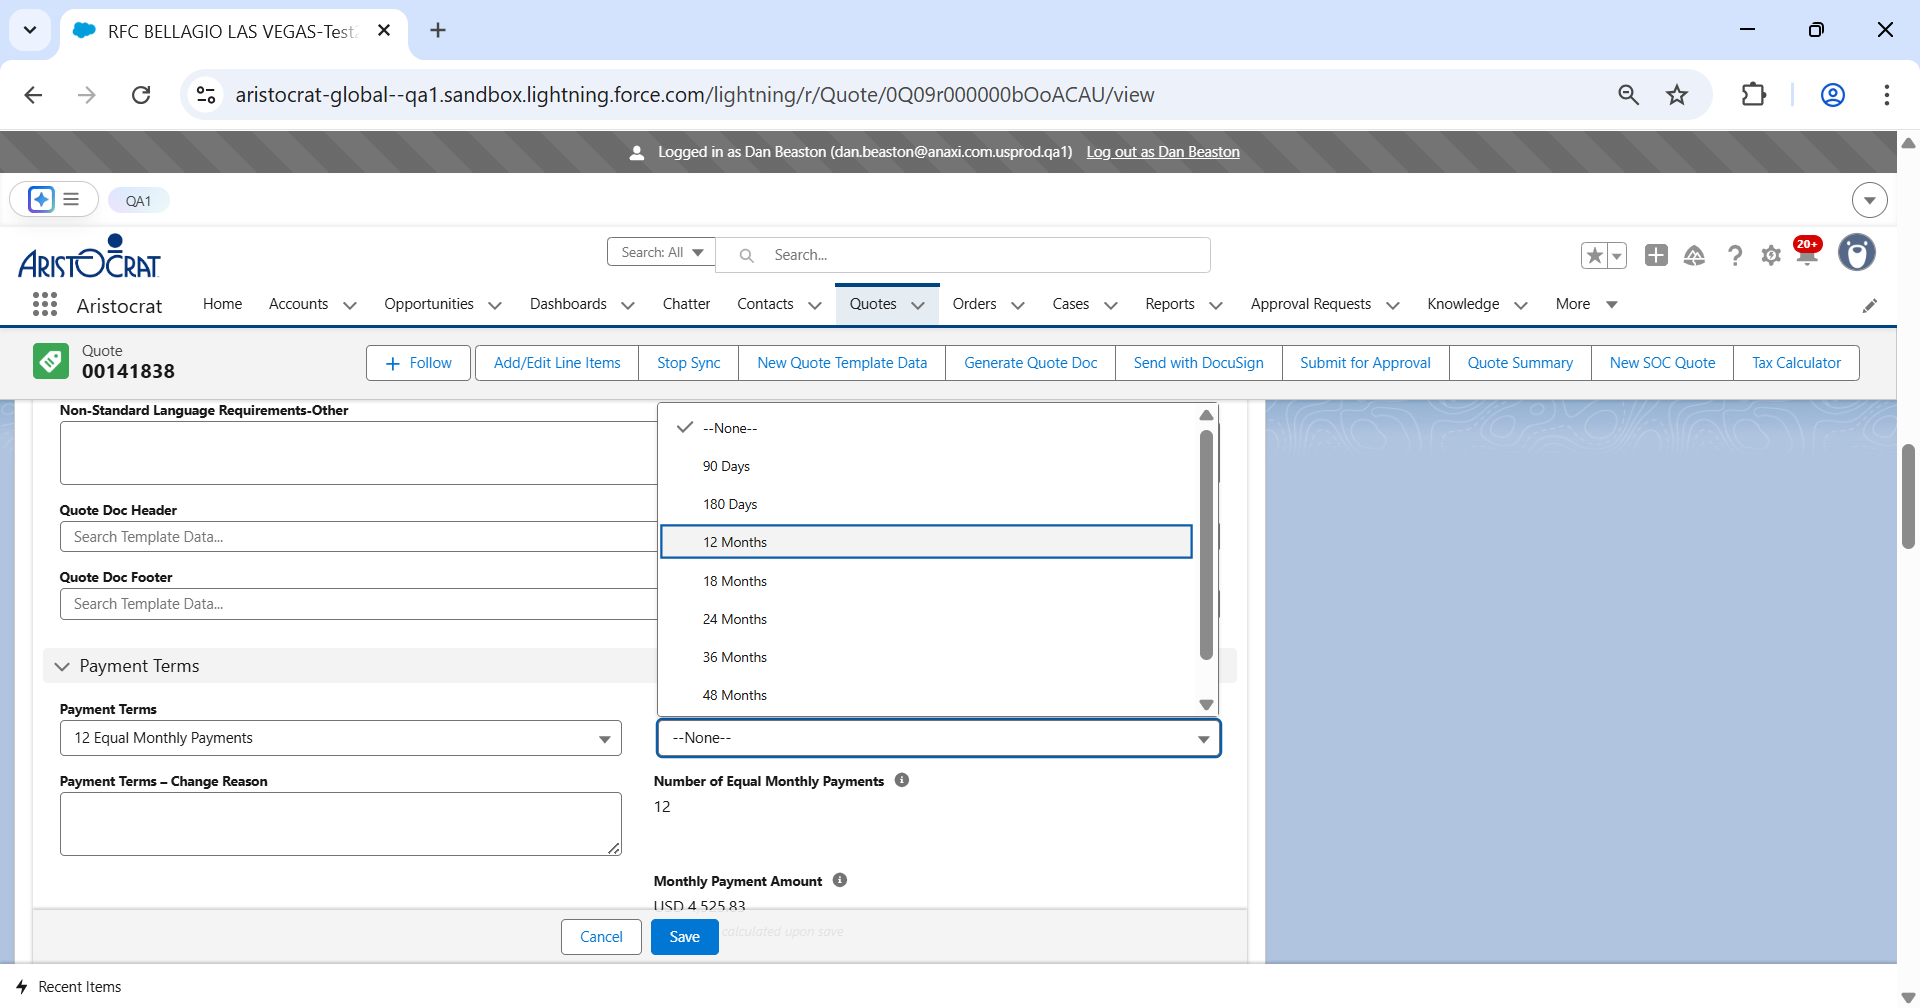 RFC BELLAGIO LAS VEGAS-Test
aristocrat-global--qa1.sandbox.lightning.force.com/lightning/r/Quote/0Q09r000000bOoACAU/view
Logged in as Dan Beaston (dan.beaston@anaxi.com.usprod.qa1) Log out as Dan Beaston
QA1
ARISTOCRAT
Search: All
Search...
20+
Aristocrat
Home Accounts Opportunities Dashboards Chatter Contacts Quotes Orders Cases Reports Approval Requests Knowledge More
Quote
00141838
Follow
Add/Edit Line Items
Stop Sync
New Quote Template Data
Generate Quote Doc
Send with DocuSign
Submit for Approval
Quote Summary
New SOC Quote
Tax Calculator
Non-Standard Language Requirements-Other
Quote Doc Header
Search Template Data...
Quote Doc Footer
Search Template Data...
--None--
90 Days
180 Days
12 Months
18 Months
24 Months
36 Months
48 Months
Payment Terms
Payment Terms
12 Equal Monthly Payments
--None--
Payment Terms – Change Reason
Number of Equal Monthly Payments
12
Monthly Payment Amount
USD 4,525.83
calculated upon save
Cancel
Save
Recent Items